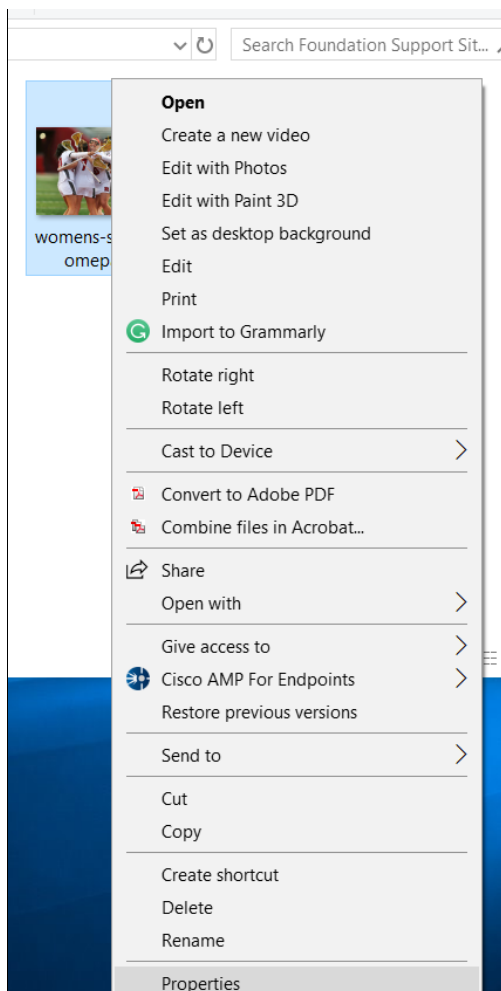 Search Foundation Support Sit...
womens-s
omep
Open
Create a new video
Edit with Photos
Edit with Paint 3D
Set as desktop background
Edit
Print
Import to Grammarly
Rotate right
Rotate left
Cast to Device
Convert to Adobe PDF
Combine files in Acrobat...
Share
Open with
Give access to
Cisco AMP For Endpoints
Restore previous versions
Send to
Cut
Copy
Create shortcut
Delete
Rename
Properties